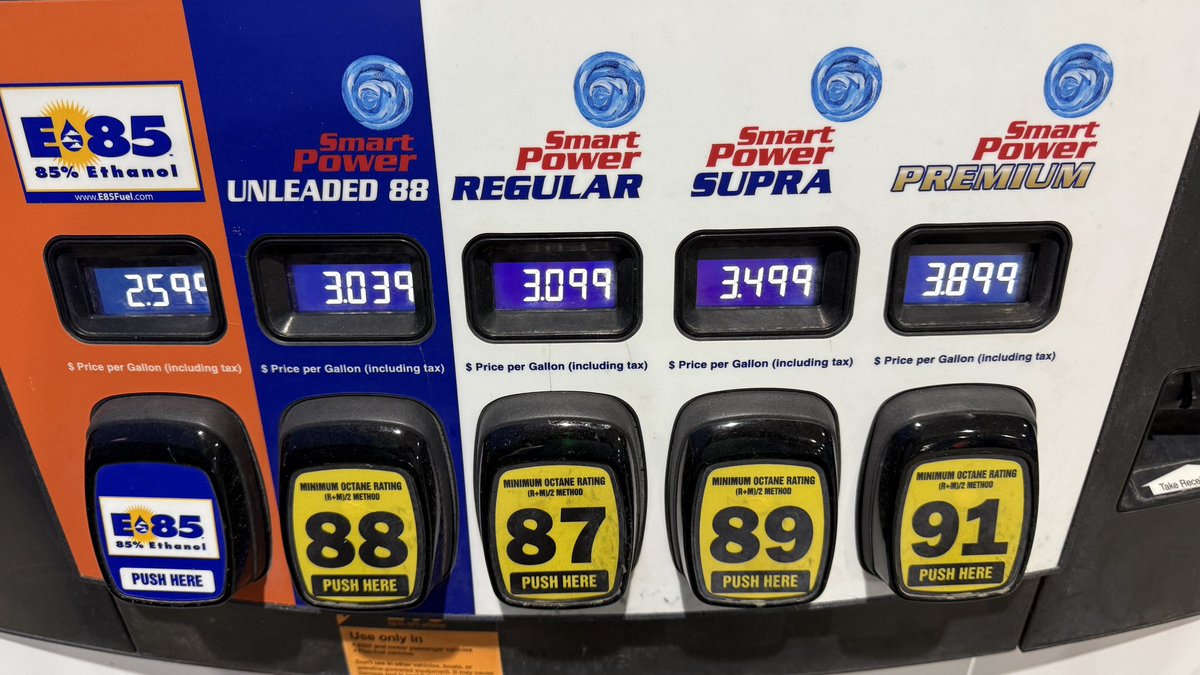 E85
85% Ethanol
www.E85Fuel.com
Smart
Power
UNLEADED 88
Smart
Power
REGULAR
Smart
Power
SUPRA
Smart
Power
PREMIUM
2.599
3.039
3.099
3.499
3.899
$ Price per Gallon (including tax)
$ Price per Gallon (including tax)
$ Price per Gallon (including tax)
$ Price per Gallon (including tax)
$ Price per Gallon (including tax)
E85
85% Ethanol
PUSH HERE
MINIMUM OCTANE RATING
(R+M)/2 METHOD
88
PUSH HERE
MINIMUM OCTANE RATING
(R+M)/2 METHOD
87
PUSH HERE
MINIMUM OCTANE RATING
(R+M)/2 METHOD
89
PUSH HERE
MINIMUM OCTANE RATING
(R+M)/2 METHOD
91
PUSH HERE
Take
Use only in